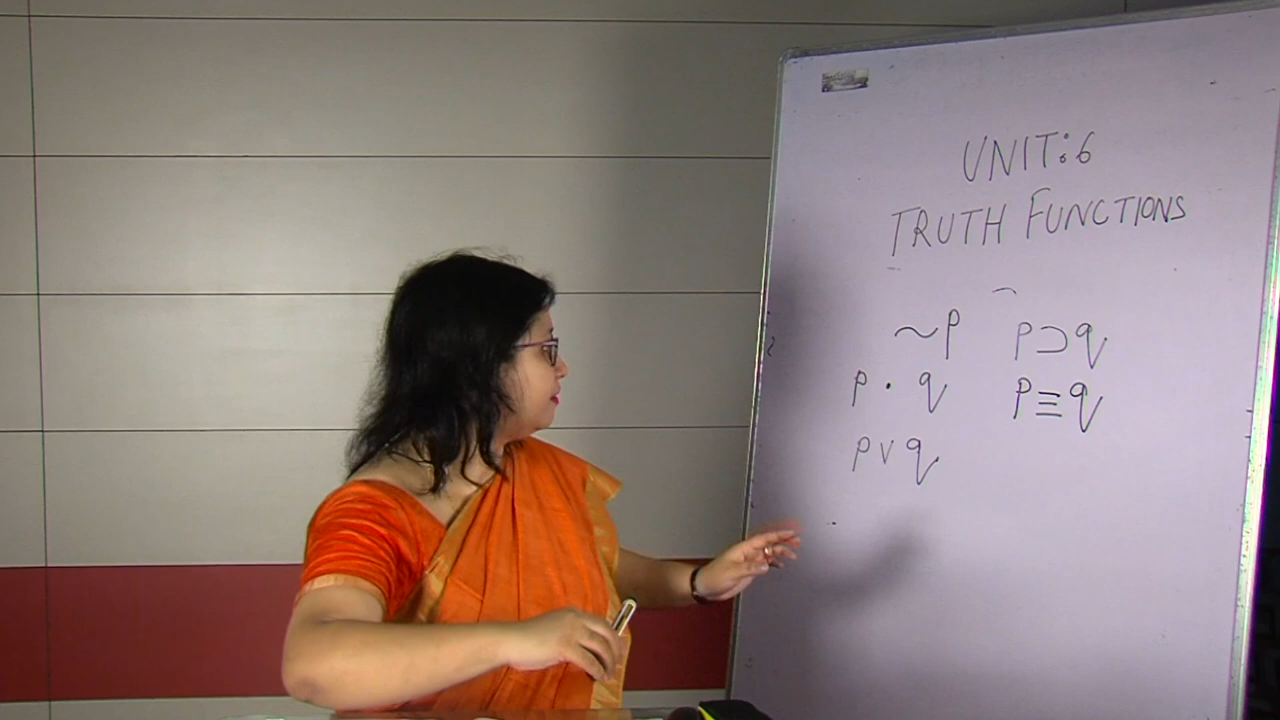 UNIT:6
TRUTH FUNCTIONS
~p p⊃q
p . q p≡q
p v q